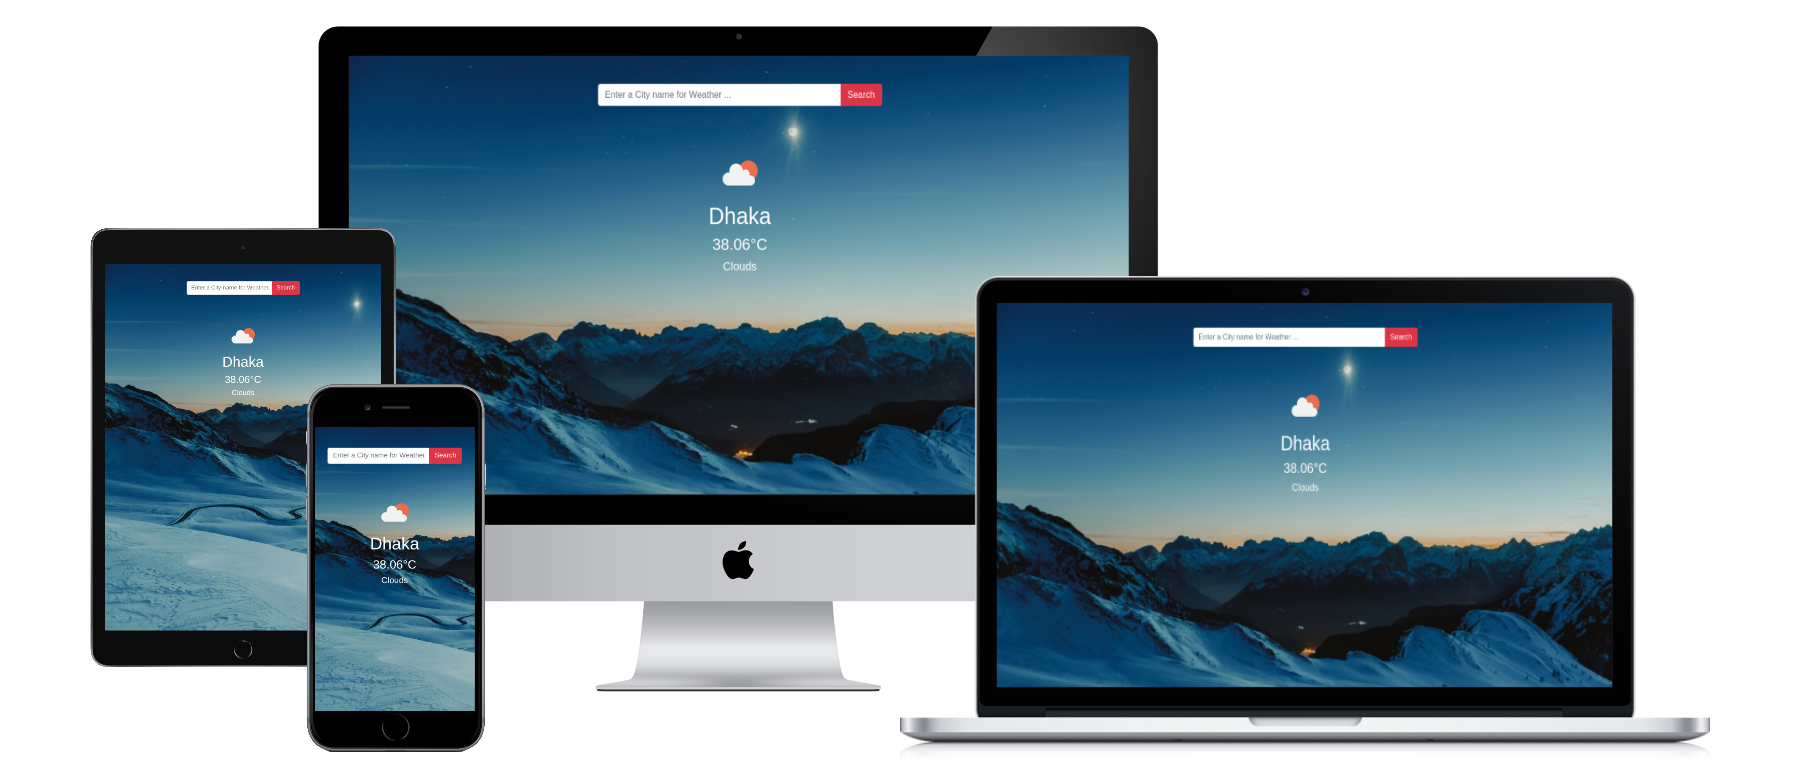 Enter a City name for Weather ... Search
Dhaka
38.06°C
Clouds
Enter a City name for Weather Search
Dhaka
38.06°C
Clouds
Enter a City name for Weather Search
Dhaka
38.06°C
Clouds
Enter a City name for Weather ... Search
Dhaka
38.06°C
Clouds